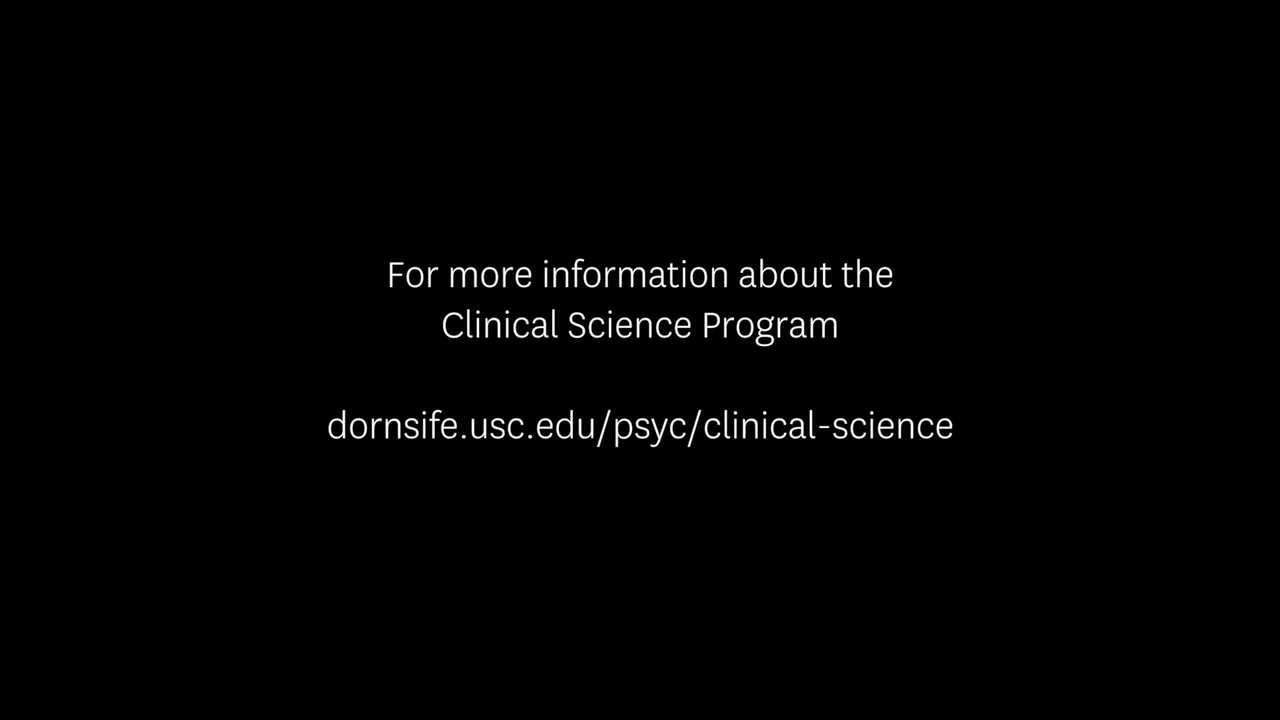 For more information about the
Clinical Science Program
dornsife.usc.edu/psyc/clinical-science